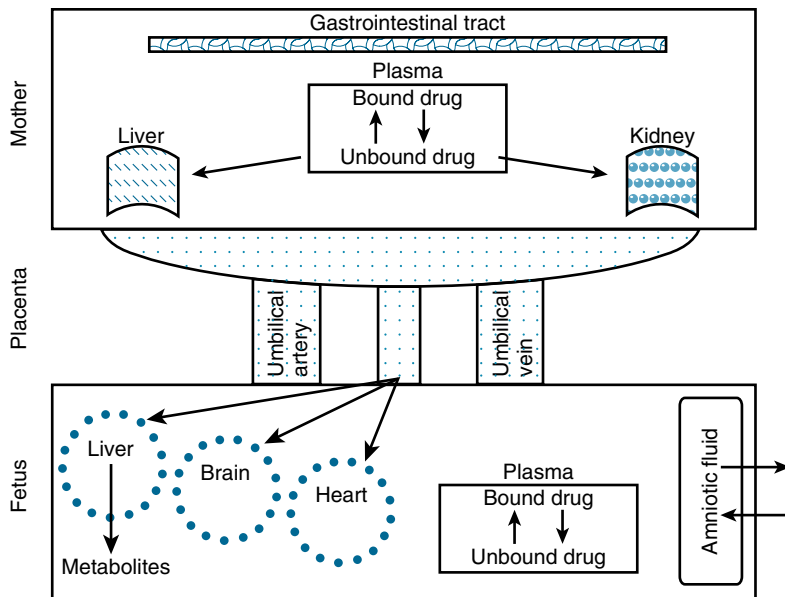 Gastrointestinal tract
Plasma
Bound drug
Unbound drug
Liver
Kidney
Mother
Placenta
Umbilical
artery
Umbilical
vein
Fetus
Liver
Metabolites
Brain
Heart
Plasma
Bound drug
Unbound drug
Amniotic fluid